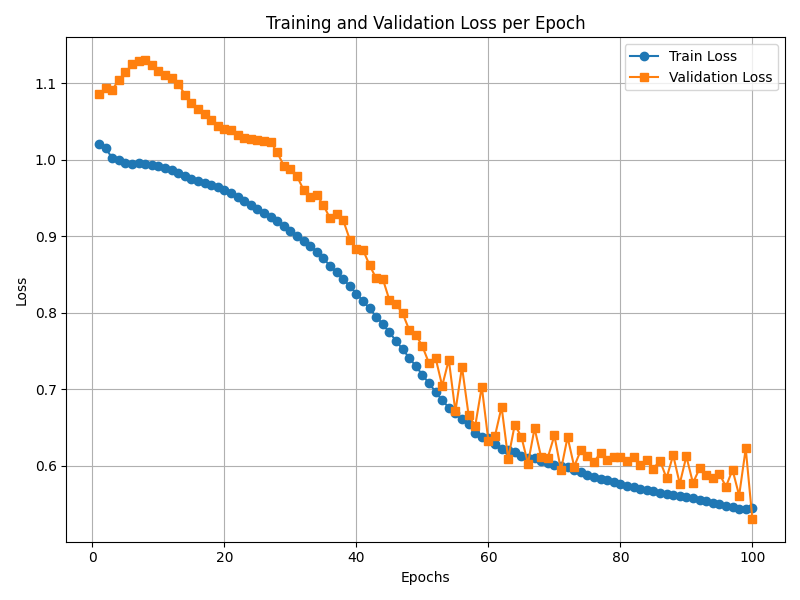 Training and Validation Loss per Epoch
Train Loss
Validation Loss
1.1
1.0
0.9
0.8
0.7
0.6
Loss
0 20 40 60 80 100
Epochs